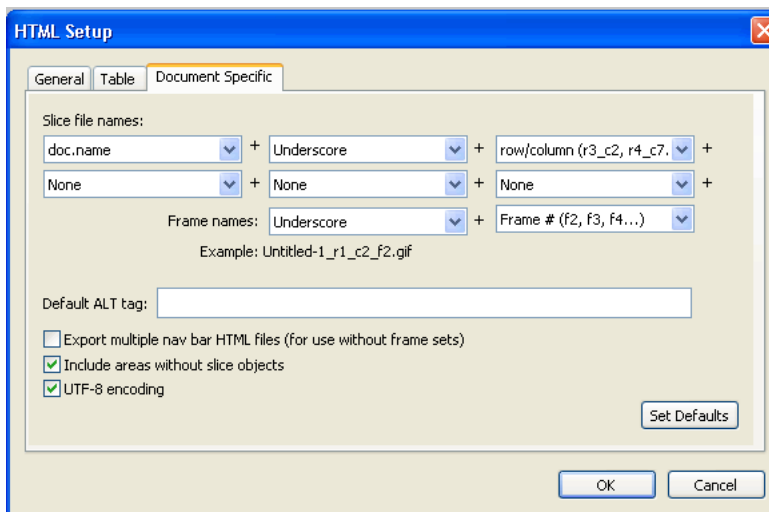 HTML Setup
General Table Document Specific
Slice file names:
doc.name + Underscore + row/column (r3_c2, r4_c7. +
None + None + None +
Frame names: Underscore + Frame # (f2, f3, f4...)
Example: Untitled-1_r1_c2_f2.gif
Default ALT tag:
Export multiple nav bar HTML files (for use without frame sets)
Include areas without slice objects
UTF-8 encoding
Set Defaults
OK Cancel